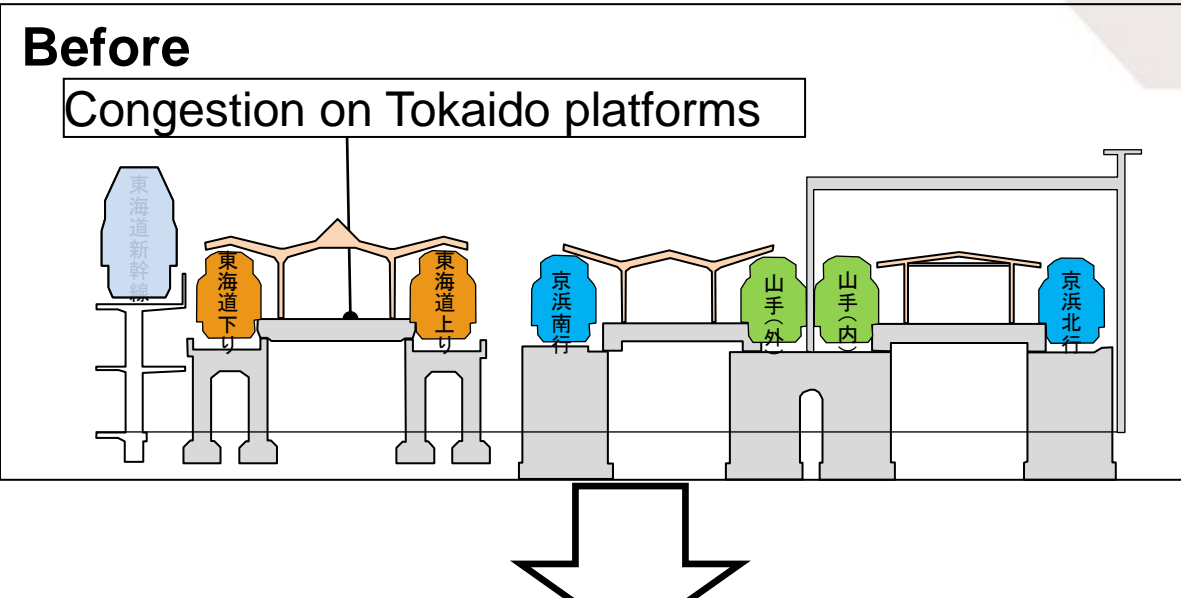 Before
Congestion on Tokaido platforms
東海道新幹線
東海道下り
東海道上り
京浜南行
山手(外)
山手(内)
京浜北行